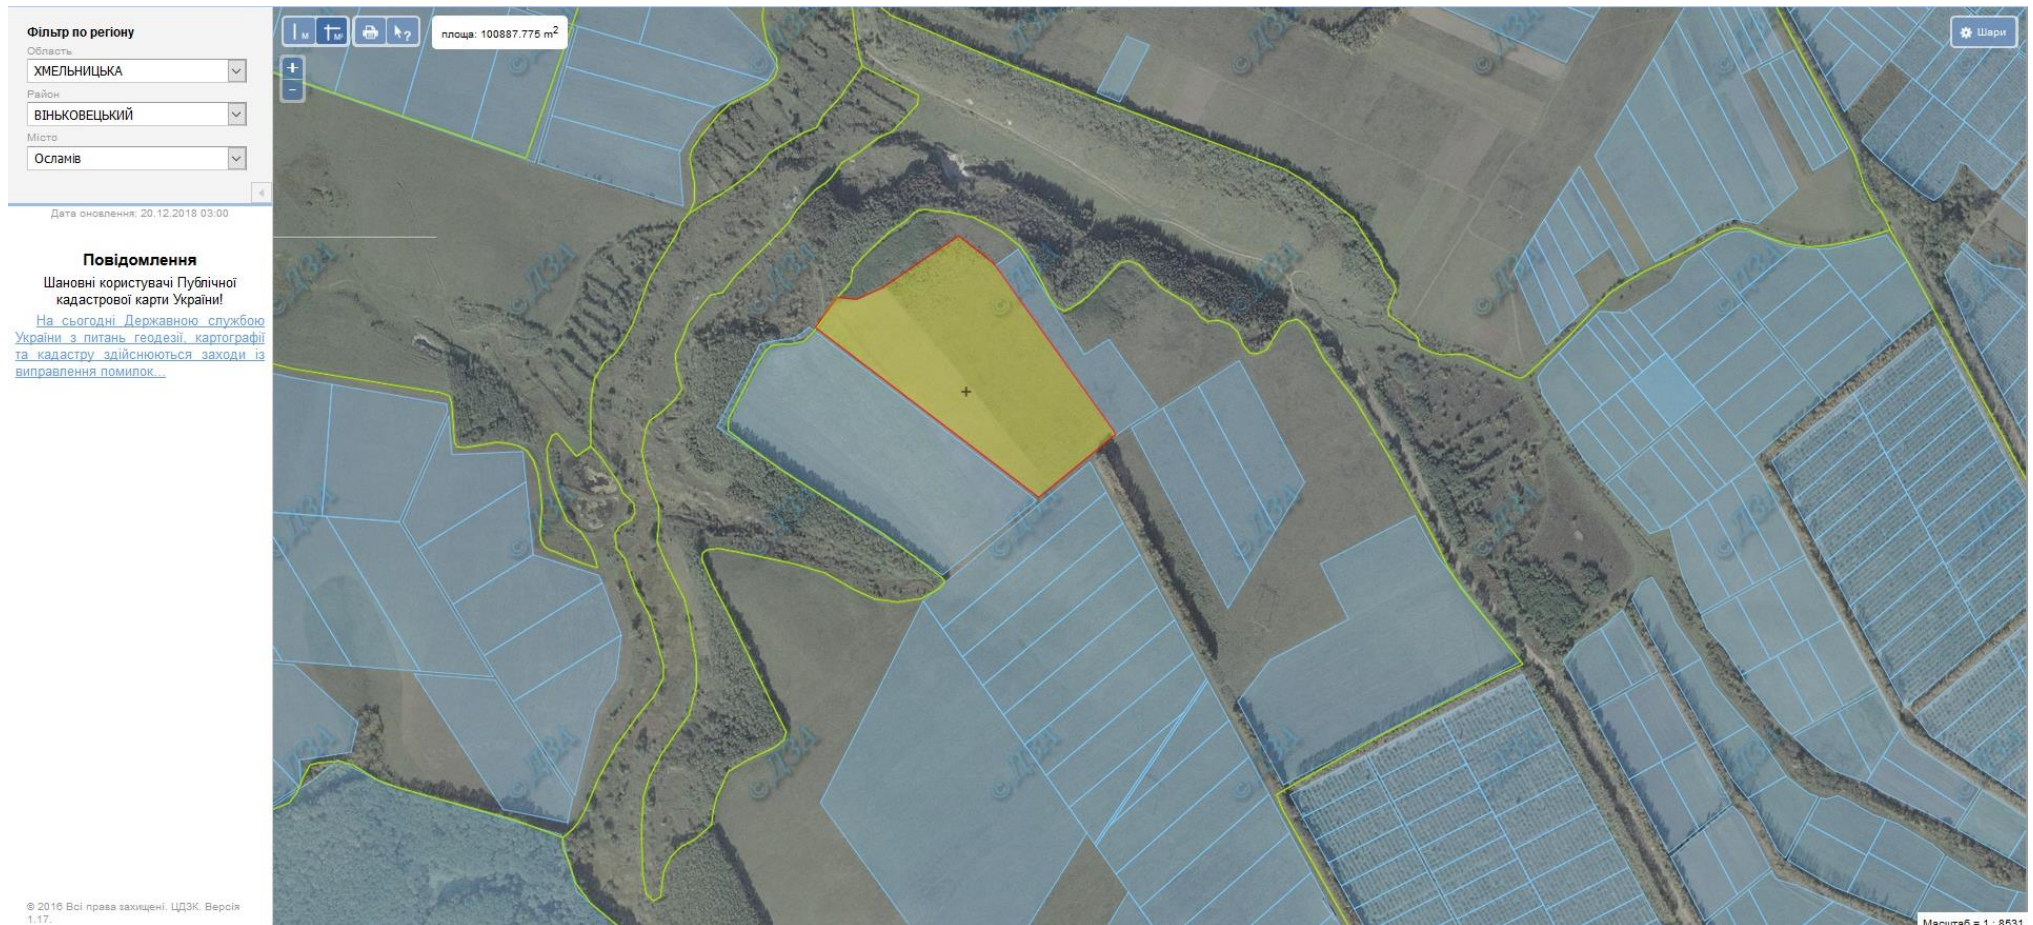 Фільтр по регіону
Область
ХМЕЛЬНИЦЬКА
Район
ВІНЬКОВЕЦЬКИЙ
Місто
Осламів
Дата оновлення: 20.12.2018 03:00
Повідомлення
Шановні користувачі Публічної
кадастрової карти України!
На сьогодні Державною службою
України з питань геодезії, картографії
та кадастру здійснюються заходи із
виправлення помилок...
© 2016 Всі права захищені. ЦДЗК. Версія
1.17.
м
м²
?
площа: 100887.775 m²
+
−
Шари
© ДЗА
Масштаб = 1 : 8531